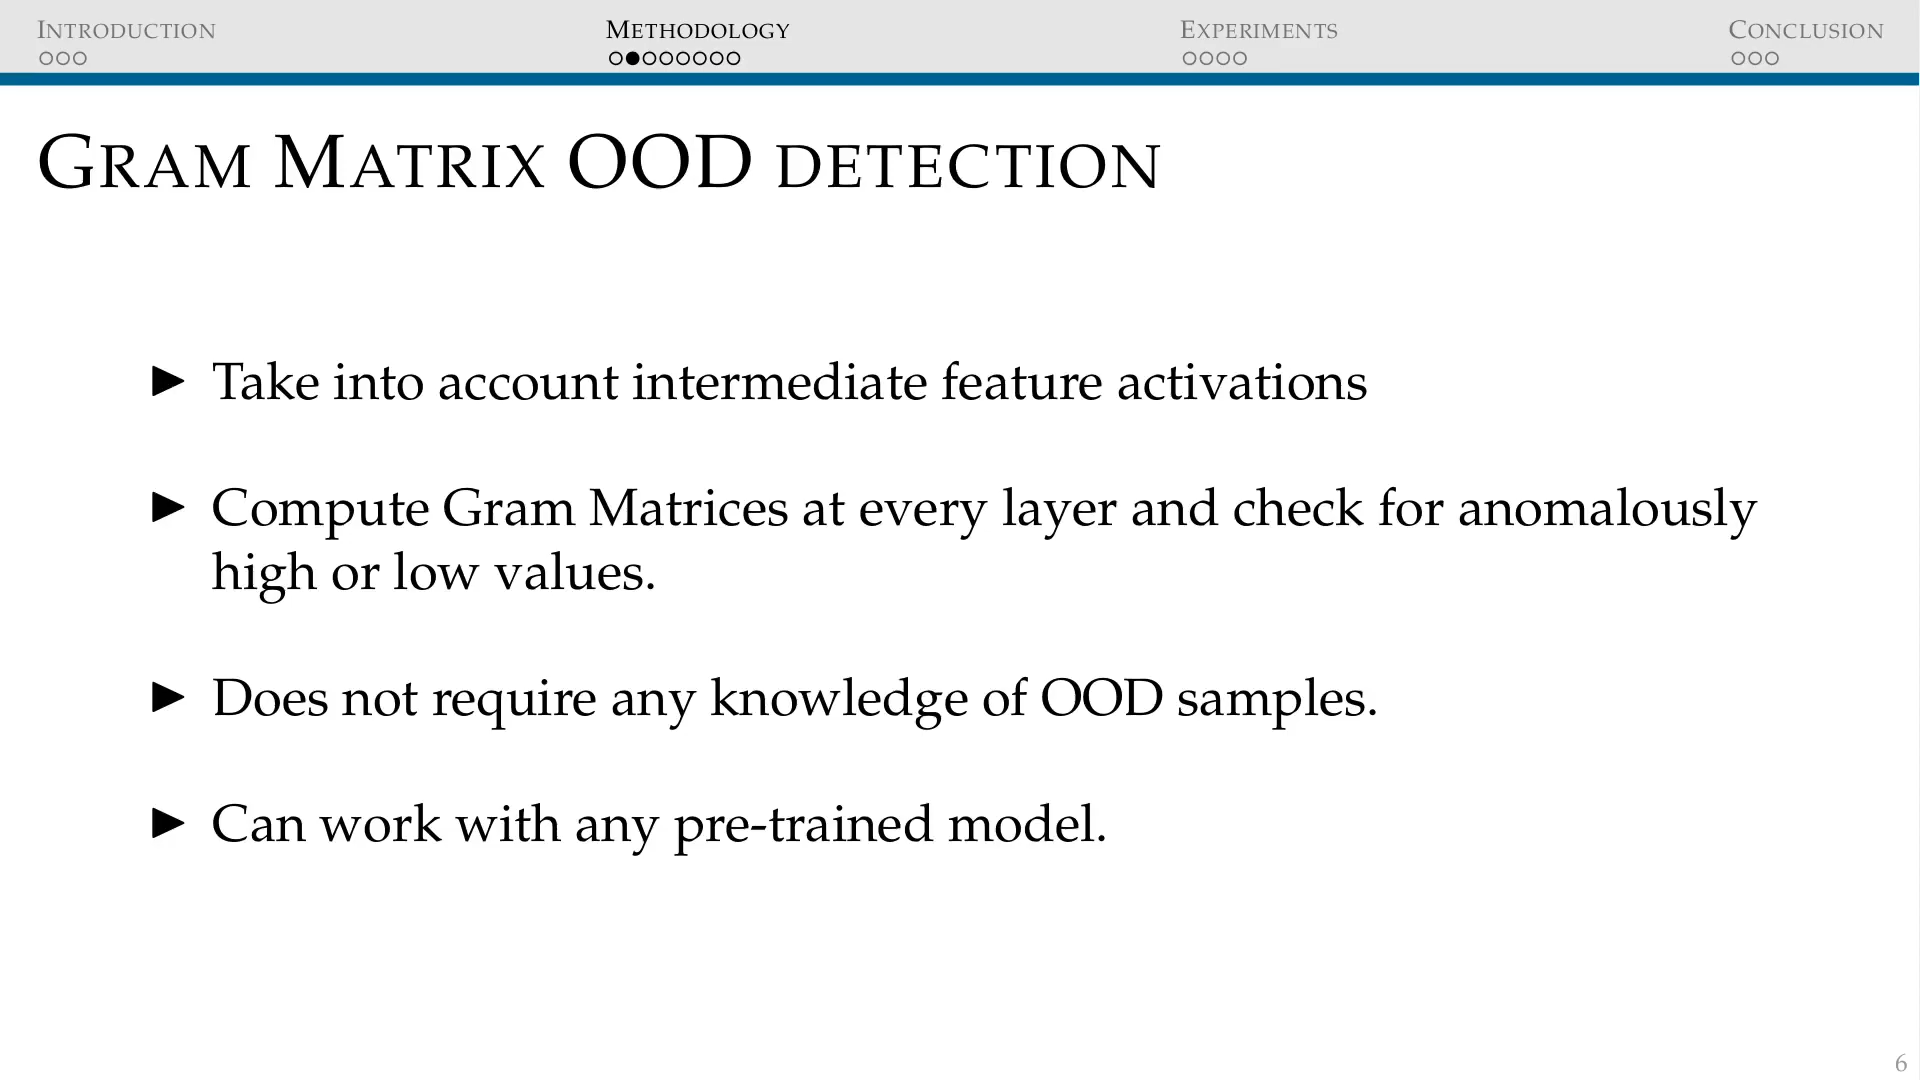 INTRODUCTION METHODOLOGY EXPERIMENTS CONCLUSION
GRAM MATRIX OOD DETECTION
Take into account intermediate feature activations
Compute Gram Matrices at every layer and check for anomalously
high or low values.
Does not require any knowledge of OOD samples.
Can work with any pre-trained model.
6